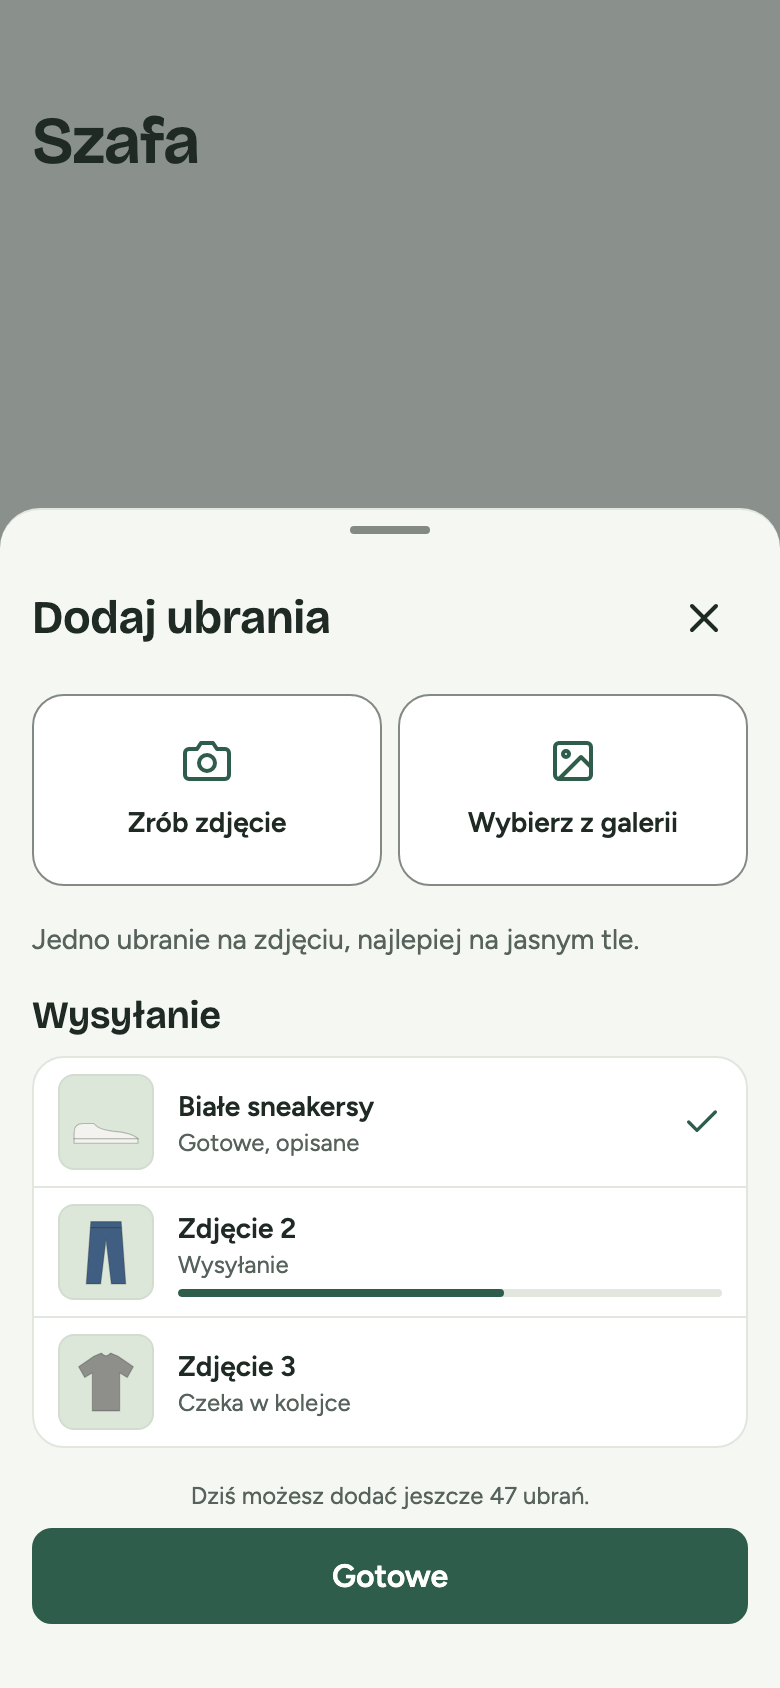 Szafa
Dodaj ubrania
Zrób zdjęcie
Wybierz z galerii
Jedno ubranie na zdjęciu, najlepiej na jasnym tle.
Wysyłanie
Białe sneakersy
Gotowe, opisane
Zdjęcie 2
Wysyłanie
Zdjęcie 3
Czeka w kolejce
Dziś możesz dodać jeszcze 47 ubrań.
Gotowe